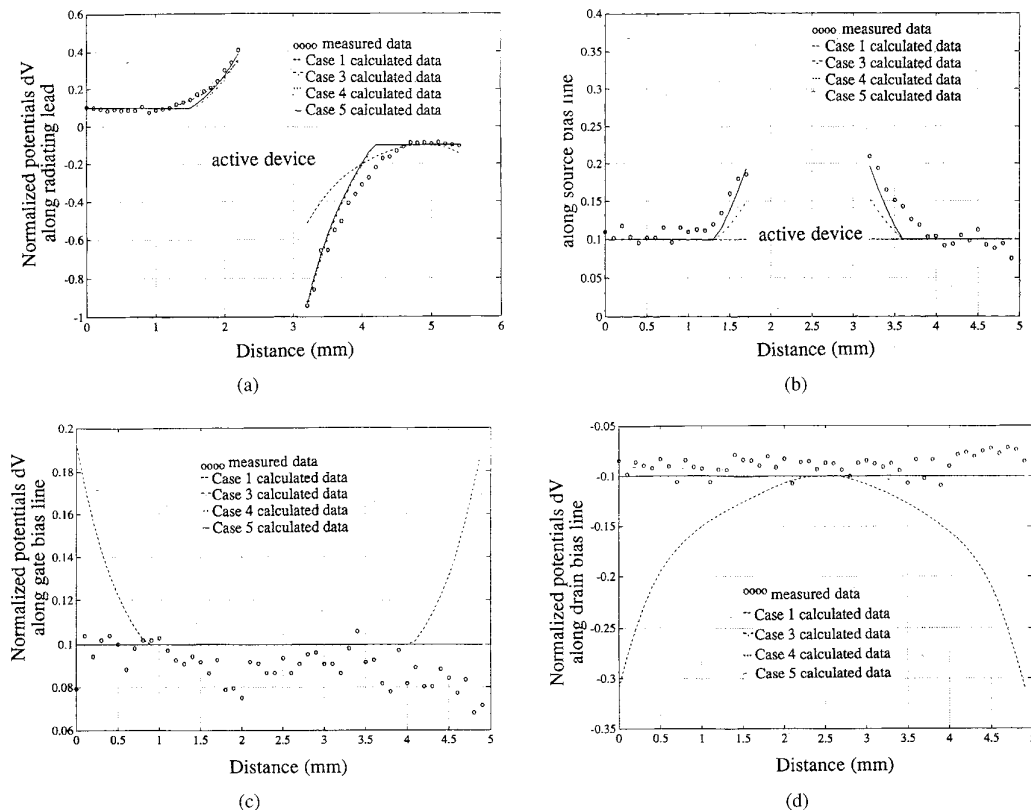 0.6
0.4
0.2
0
-0.2
-0.4
-0.6
-0.8
-1
0 1 2 3 4 5 6
Normalized potentials dV
along radiating lead
oooo measured data
Case 1 calculated data
Case 3 calculated data
Case 4 calculated data
Case 5 calculated data
active device
Distance (mm)
(a)
0.40
0.35
0.30
0.25
0.20
0.15
0.10
0.05
0
0 0.5 1 1.5 2 2.5 3 3.5 4 4.5 5
along source bias line
oooo measured data
Case 1 calculated data
Case 3 calculated data
Case 4 calculated data
Case 5 calculated data
active device
Distance (mm)
(b)
0.2
0.18
0.16
0.14
0.12
0.1
0.08
0.06
0 0.5 1 1.5 2 2.5 3 3.5 4 4.5 5
Normalized potentials dV
along gate bias line
oooo measured data
Case 1 calculated data
Case 3 calculated data
Case 4 calculated data
Case 5 calculated data
Distance (mm)
(c)
-0.05
-0.1
-0.15
-0.2
-0.25
-0.3
-0.35
0 0.5 1 1.5 2 2.5 3 3.5 4 4.5 5
Normalized potentials dV
along drain bias line
oooo measured data
Case 1 calculated data
Case 3 calculated data
Case 4 calculated data
Case 5 calculated data
Distance (mm)
(d)